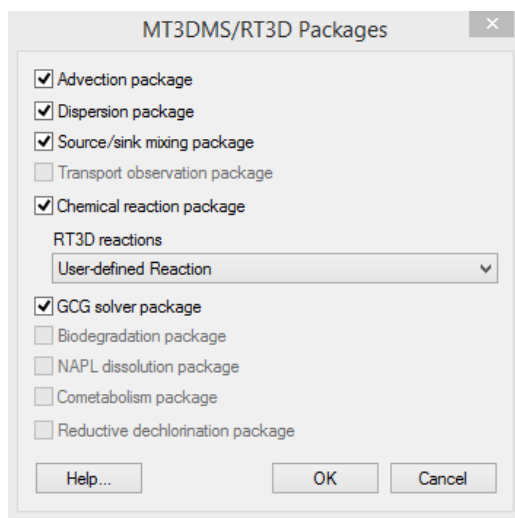 MT3DMS/RT3D Packages
Advection package
Dispersion package
Source/sink mixing package
Transport observation package
Chemical reaction package
RT3D reactions
User-defined Reaction
GCG solver package
Biodegradation package
NAPL dissolution package
Cometabolism package
Reductive dechlorination package
Help... OK Cancel